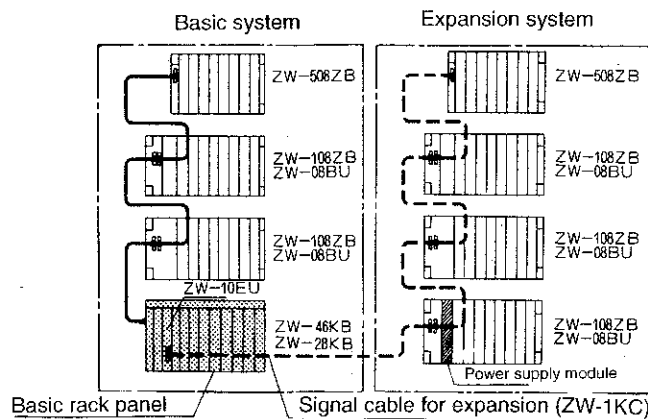 Basic system
Expansion system
ZW-508ZB
ZW-508ZB
ZW-108ZB
ZW-08BU
ZW-108ZB
ZW-08BU
ZW-108ZB
ZW-08BU
ZW-108ZB
ZW-08BU
ZW-10EU
ZW-46KB
ZW-28KB
ZW-108ZB
ZW-08BU
Power supply module
Basic rack panel
Signal cable for expansion (ZW-1KC)